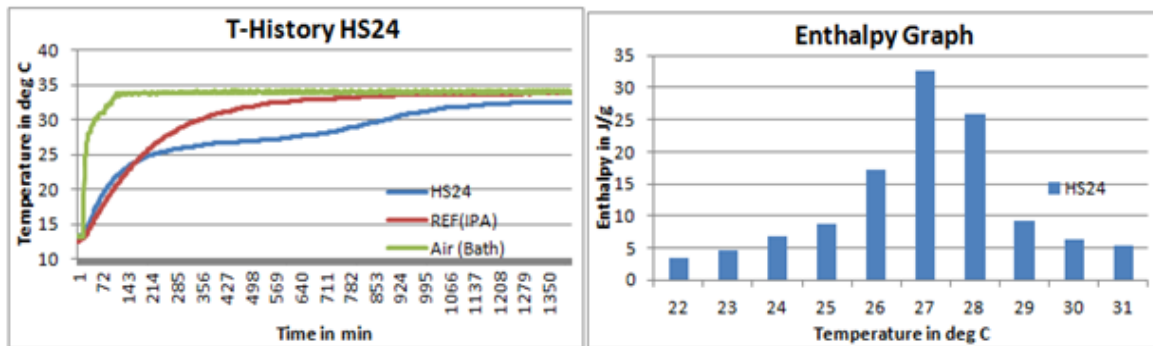 T-History HS24
Temperature in deg C
40
35
30
25
20
15
10
HS24
REF(IPA)
Air (Bath)
1 72 143 214 285 356 427 498 569 640 711 782 853 924 995 1066 1137 1208 1279 1350
Time in min
Enthalpy Graph
Enthalpy in J/g
35
30
25
20
15
10
5
0
HS24
22 23 24 25 26 27 28 29 30 31
Temperature in deg C